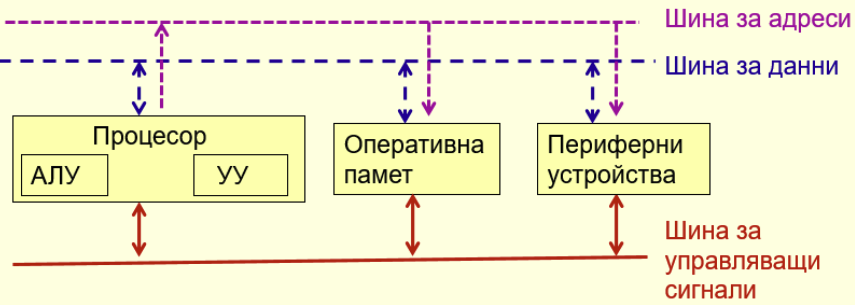 Шина за адреси
Шина за данни
Процесор
АЛУ
УУ
Оперативна
памет
Периферни
устройства
Шина за
управляващи
сигнали